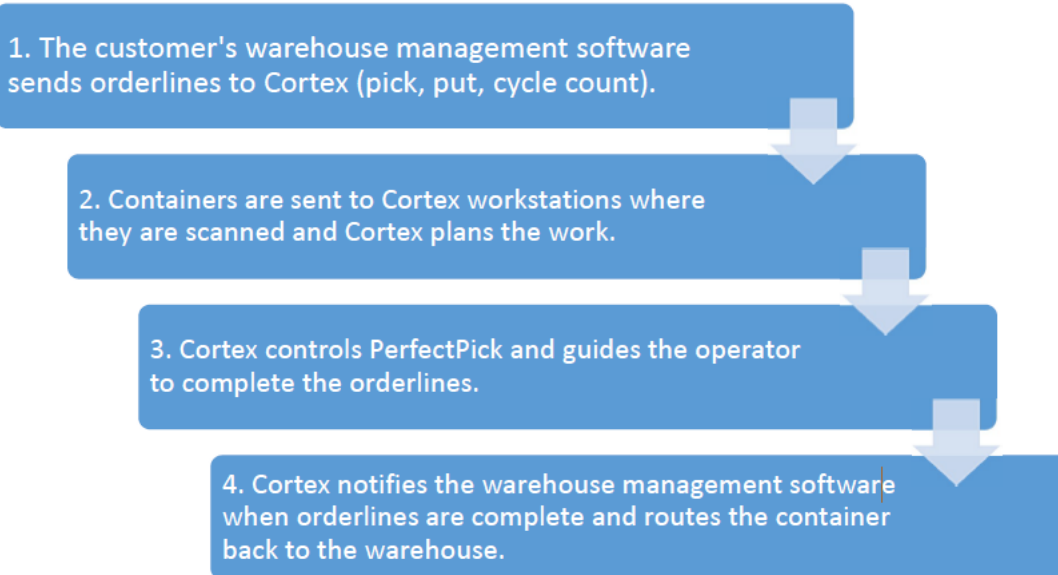 1. The customer's warehouse management software
sends orderlines to Cortex (pick, put, cycle count).
2. Containers are sent to Cortex workstations where
they are scanned and Cortex plans the work.
3. Cortex controls PerfectPick and guides the operator
to complete the orderlines.
4. Cortex notifies the warehouse management software
when orderlines are complete and routes the container
back to the warehouse.